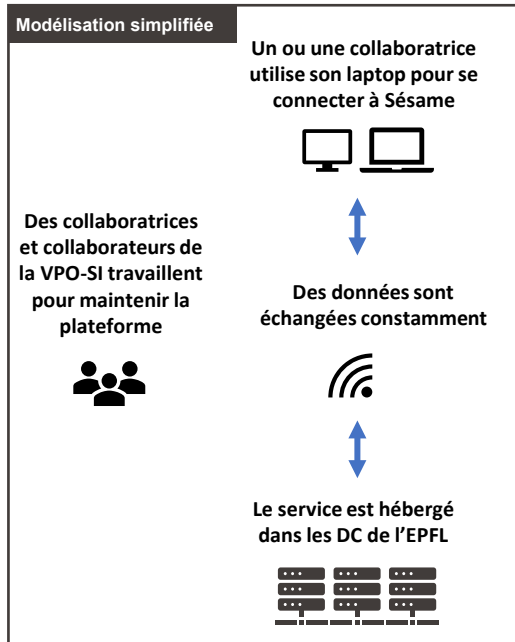 Modélisation simplifiée
Un ou une collaboratrice
utilise son laptop pour se
connecter à Sésame
Des collaboratrices
et collaborateurs de
la VPO-SI travaillent
pour maintenir la
plateforme
Des données sont
échangées constamment
Le service est hébergé
dans les DC de l’EPFL